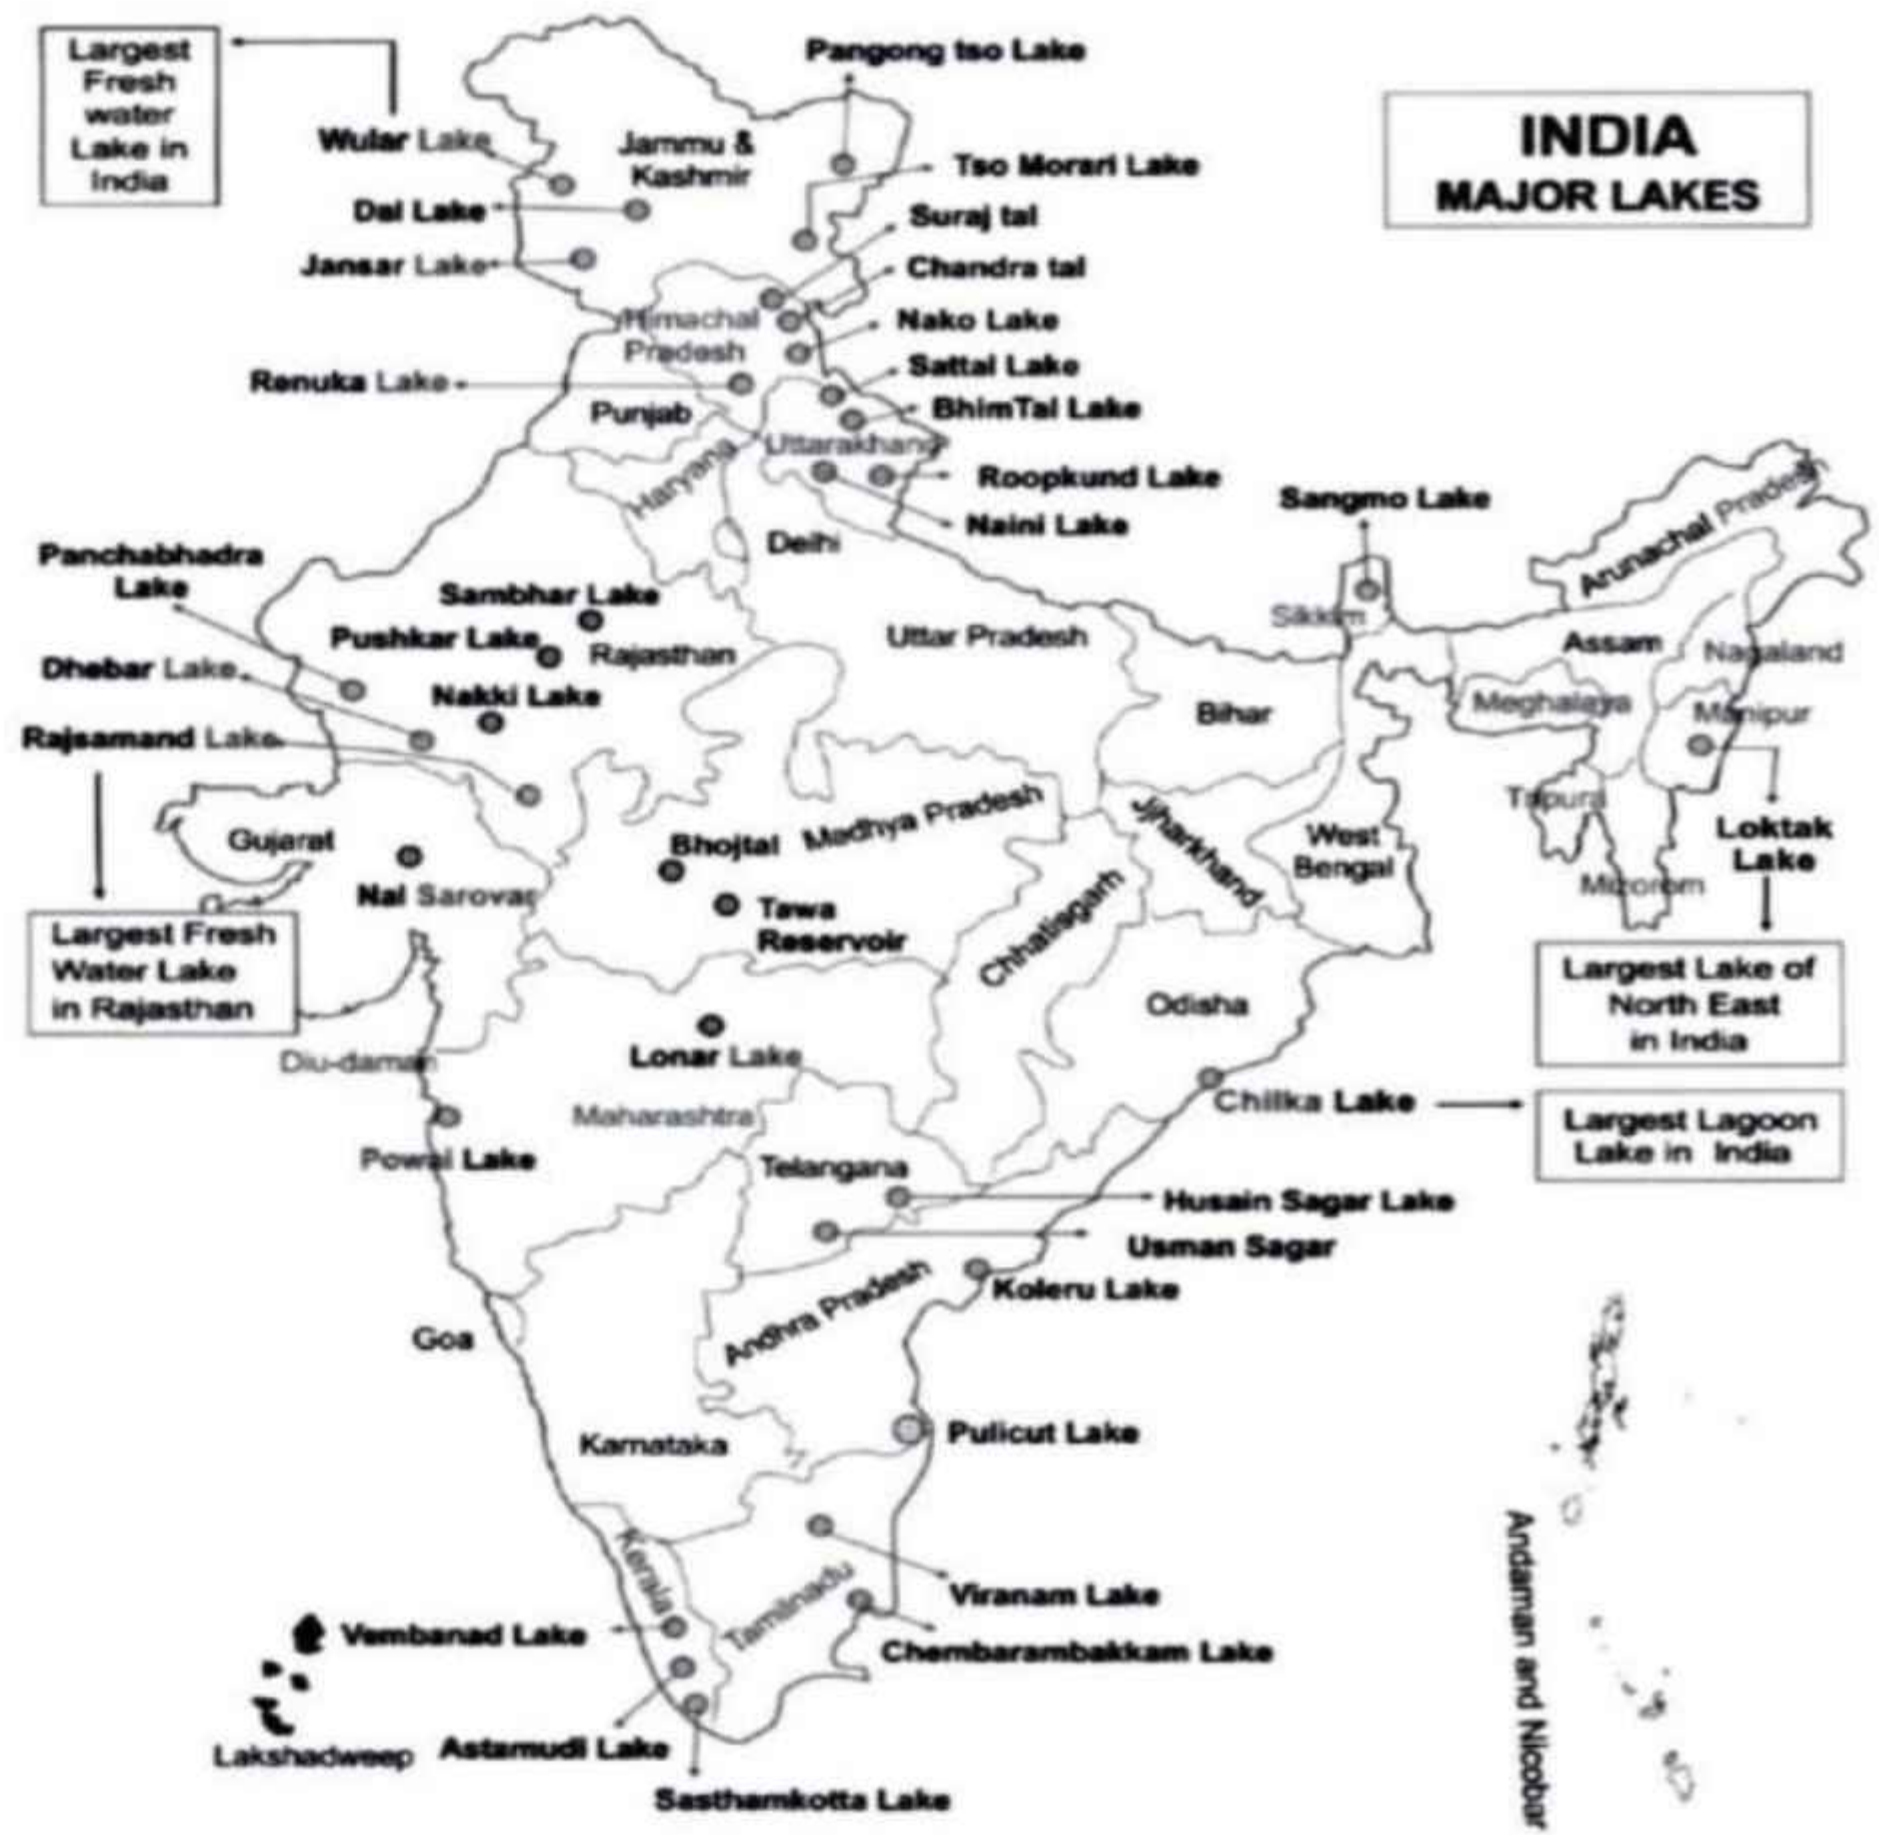 Largest
Fresh
water
Lake in
India
Pangong tso Lake
INDIA
MAJOR LAKES
Wular Lake
Jammu &
Kashmir
Tso Morari Lake
Dal Lake
Suraj tal
Jansar Lake
Chandra tal
Himachal
Pradesh
Nako Lake
Sattal Lake
Renuka Lake
Punjab
BhimTal Lake
Uttarakhand
Haryana
Roopkund Lake
Naini Lake
Delhi
Sangmo Lake
Arunachal Pradesh
Panchabhadra
Lake
Sambhar Lake
Sikkim
Pushkar Lake
Rajasthan
Uttar Pradesh
Assam
Nagaland
Dhebar Lake
Nakki Lake
Bihar
Meghalaya
Manipur
Rajsamand Lake
Gujarat
Bhojtal
Madhya Pradesh
Jjharkhand
West
Bengal
Tripura
Loktak
Lake
Mizorom
Nal Sarovar
Tawa
Reservoir
Chhatisgarh
Largest Fresh
Water Lake
in Rajasthan
Odisha
Largest Lake of
North East
in India
Diu-daman
Lonar Lake
Maharashtra
Chilka Lake
Largest Lagoon
Lake in India
Powai Lake
Telangana
Husain Sagar Lake
Usman Sagar
Andhra Pradesh
Koleru Lake
Goa
Karnataka
Pulicut Lake
Kerala
Tamilnadu
Viranam Lake
Andaman and Nicobar
Vembanad Lake
Chembarambakkam Lake
Lakshadweep
Astamudi Lake
Sasthamkotta Lake